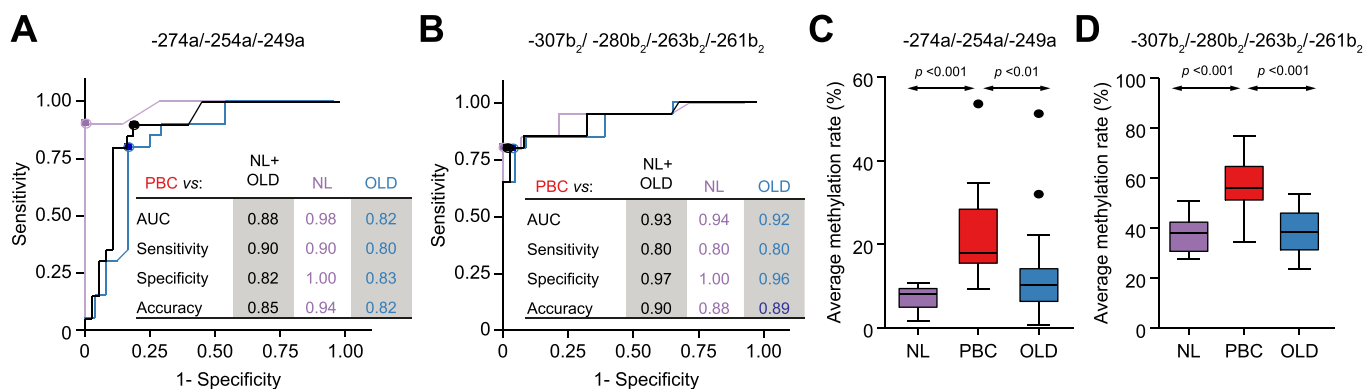 A
-274a/-254a/-249a
Sensitivity
1.00
0.75
0.50
0.25
0
NL+
OLD
PBC vs: NL OLD
AUC 0.88 0.98 0.82
Sensitivity 0.90 0.90 0.80
Specificity 0.82 1.00 0.83
Accuracy 0.85 0.94 0.82
0 0.25 0.50 0.75 1.00
1- Specificity
B
-307b2/ -280b2/-263b2/-261b2
Sensitivity
1.00
0.75
0.50
0.25
0
NL+
OLD
PBC vs: NL OLD
AUC 0.93 0.94 0.92
Sensitivity 0.80 0.80 0.80
Specificity 0.97 1.00 0.96
Accuracy 0.90 0.88 0.89
0 0.25 0.50 0.75 1.00
1- Specificity
C
-274a/-254a/-249a
Average methylation rate (%)
60
40
20
0
p <0.001 p <0.01
NL PBC OLD
D
-307b2/-280b2/-263b2/-261b2
Average methylation rate (%)
100
80
60
40
20
0
p <0.001 p <0.001
NL PBC OLD